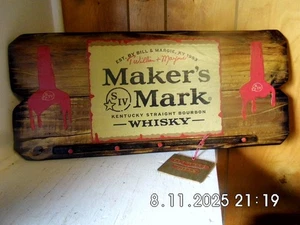 EST. BY BILL & MARGIE, KY 1953
Maker's
S IV Mark®
KENTUCKY STRAIGHT BOURBON
WHISKY
8.11.2025 21:19